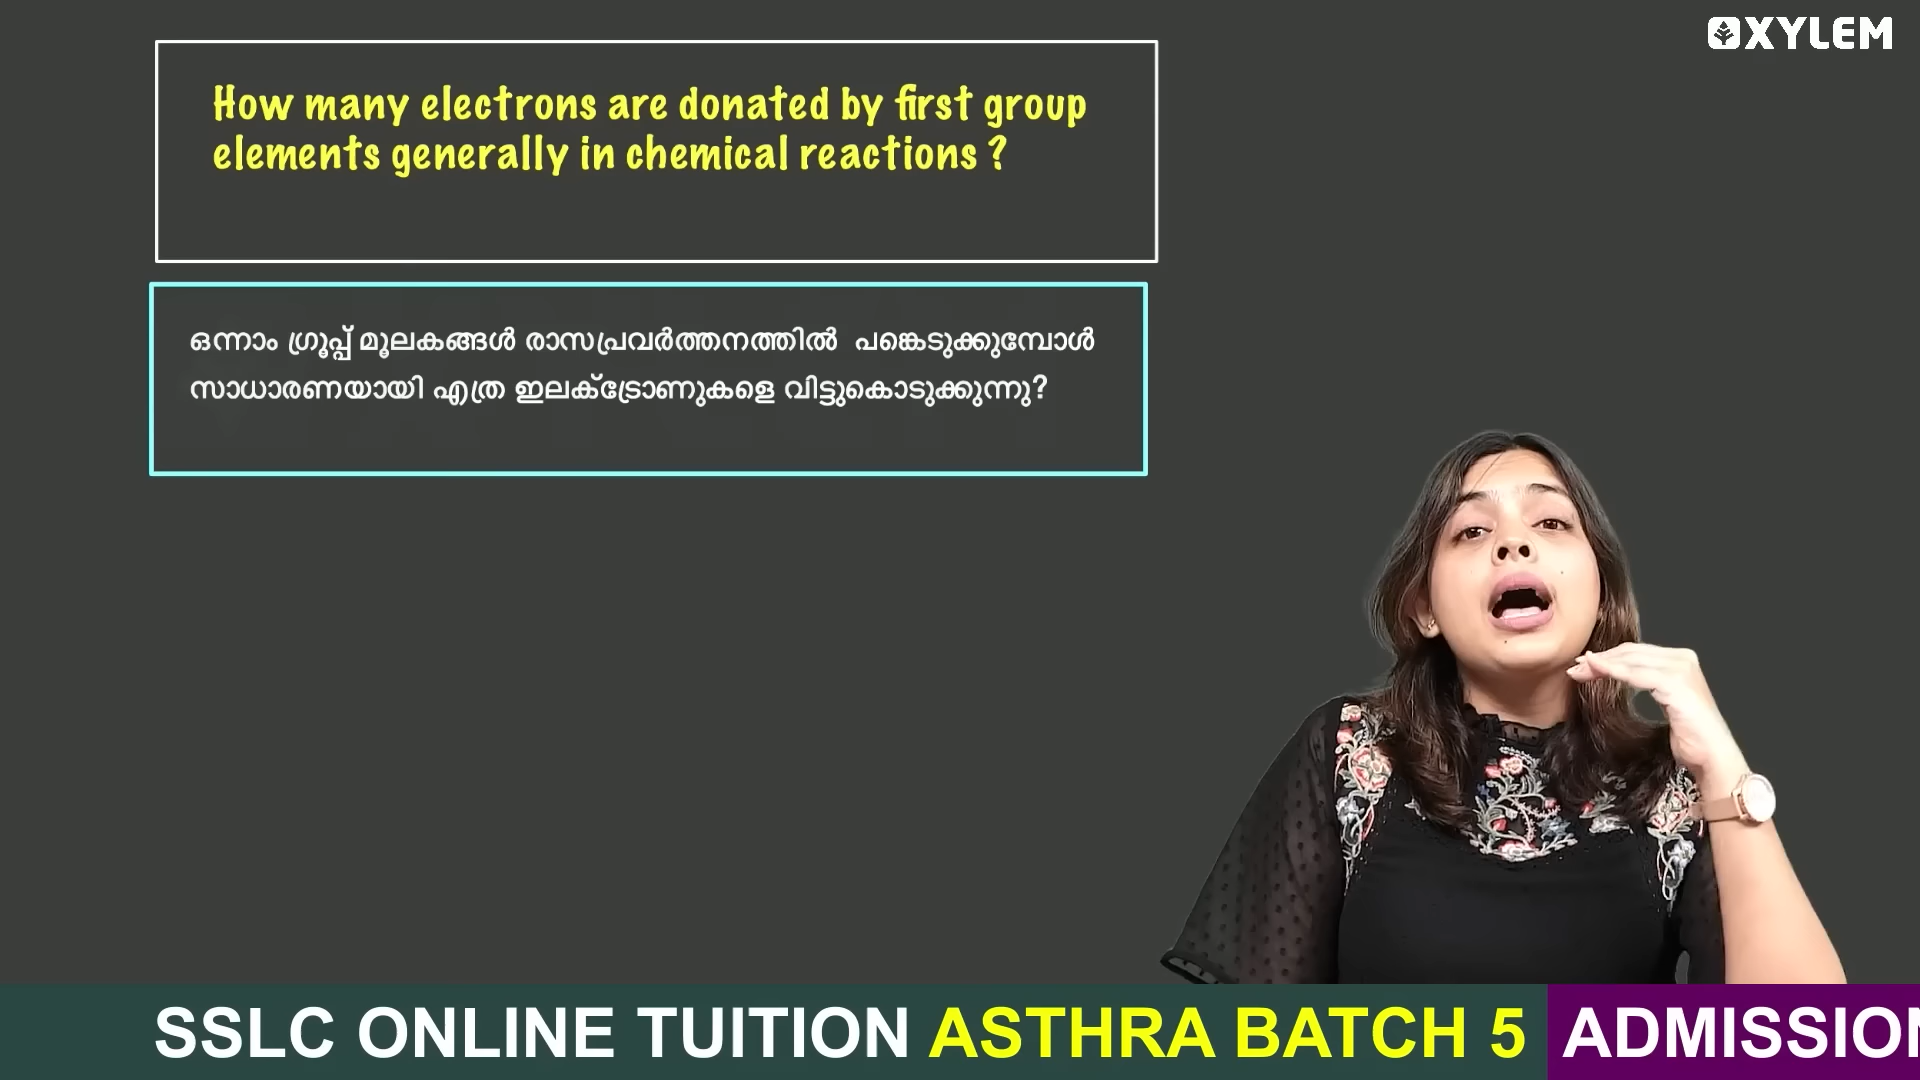 XYLEM
How many electrons are donated by first group
elements generally in chemical reactions ?
ഒന്നാം ഗ്രൂപ്പ് മൂലകങ്ങൾ രാസപ്രവർത്തനത്തിൽ പങ്കെടുക്കുമ്പോൾ
സാധാരണയായി എത്ര ഇലക്ട്രോണുകളെ വിട്ടുകൊടുക്കുന്നു?
SSLC ONLINE TUITION ASTHRA BATCH 5 ADMISSION